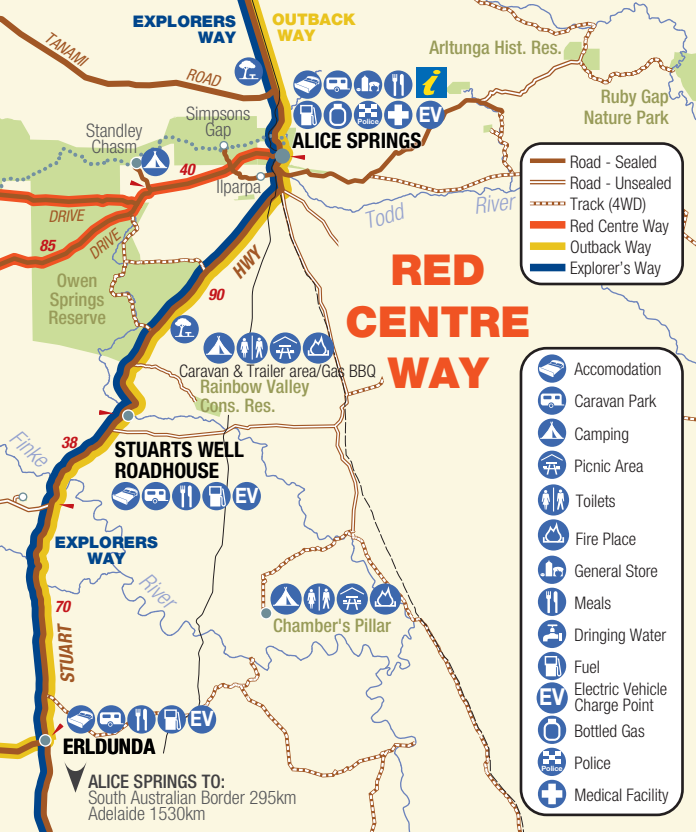 EXPLORERS
WAY
OUTBACK
WAY
TANAMI
ROAD
Arltunga Hist. Res.
Ruby Gap
Nature Park
Simpsons
Gap
Standley
Chasm
i
Police
EV
ALICE SPRINGS
40
Ilparpa
DRIVE
85
DRIVE
Todd
River
HWY
90
Owen
Springs
Reserve
RED
CENTRE
WAY
Road - Sealed
Road - Unsealed
Track (4WD)
Red Centre Way
Outback Way
Explorer's Way
Caravan & Trailer area/Gas BBQ
Rainbow Valley
Cons. Res.
38
Finke
STUARTS WELL
ROADHOUSE
EV
EXPLORERS
WAY
River
70
STUART
Chamber's Pillar
EV
ERLDUNDA
ALICE SPRINGS TO:
South Australian Border 295km
Adelaide 1530km
Accomodation
Caravan Park
Camping
Picnic Area
Toilets
Fire Place
General Store
Meals
Dringing Water
Fuel
EV
Electric Vehicle
Charge Point
Bottled Gas
Police
Police
Medical Facility